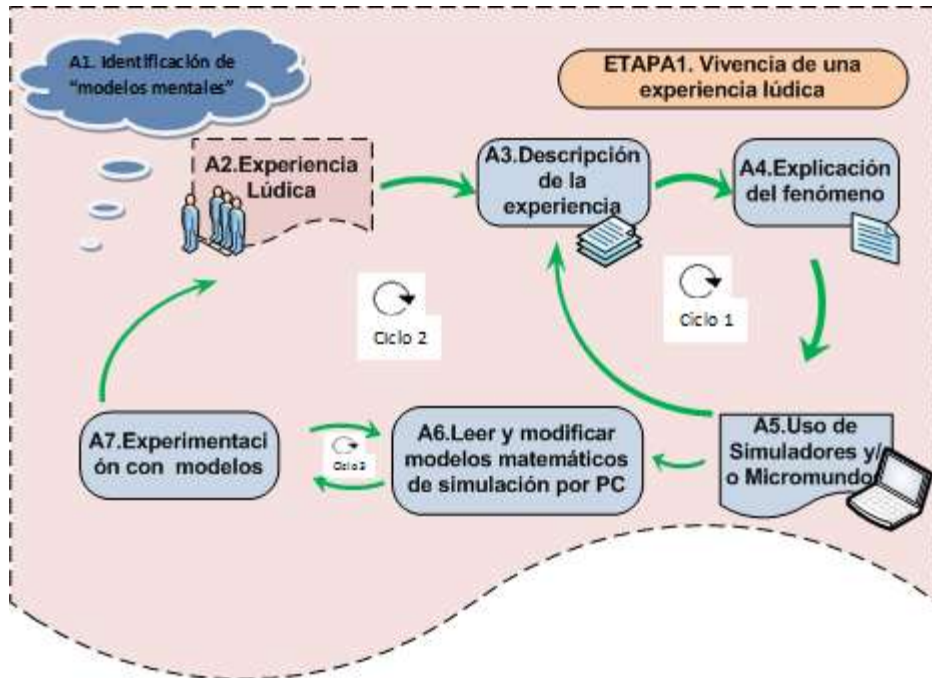 A1. Identificación de
“modelos mentales”
ETAPA1. Vivencia de una
experiencia lúdica
A2.Experiencia
Lúdica
A3.Descripción
de la
experiencia
A4.Explicación
del fenómeno
Ciclo 2
Ciclo 1
A7.Experimentaci
ón con modelos
Ciclo 3
A6.Leer y modificar
modelos matemáticos
de simulación por PC
A5.Uso de
Simuladores y/
o Micromundo